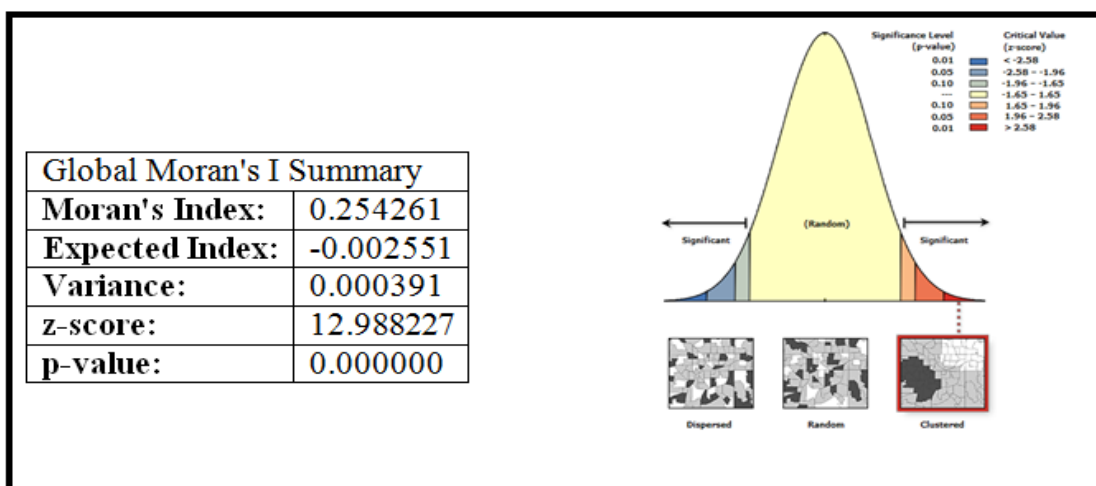 Global Moran's I Summary
Moran's Index: 0.254261
Expected Index: -0.002551
Variance: 0.000391
z-score: 12.988227
p-value: 0.000000
Significance Level (p-value) Critical Value (z-score)
0.01 < -2.58
0.05 -2.58 – -1.96
0.10 -1.96 – -1.65
--- -1.65 – 1.65
0.10 1.65 – 1.96
0.05 1.96 – 2.58
0.01 > 2.58
(Random)
Significant Significant
Dispersed Random Clustered